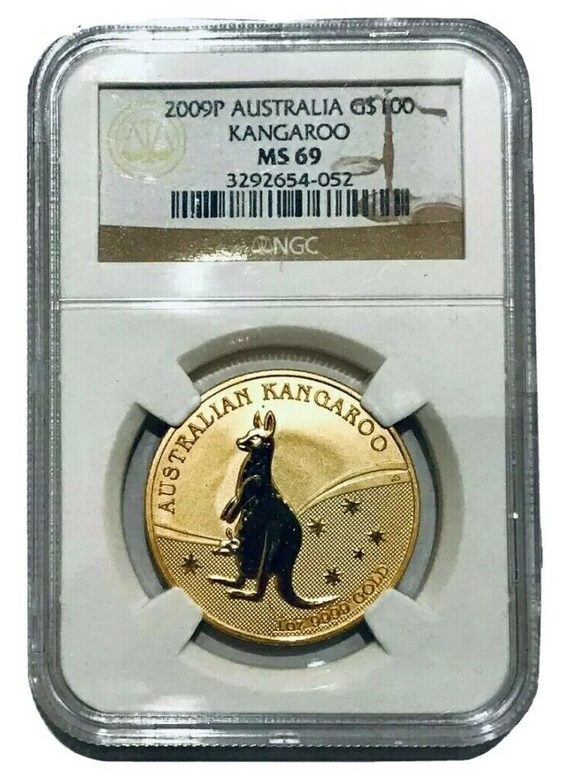 2009P AUSTRALIA G$100
KANGAROO
MS 69
3292654-052
NGC
AUSTRALIAN KANGAROO
1oz 9999 GOLD